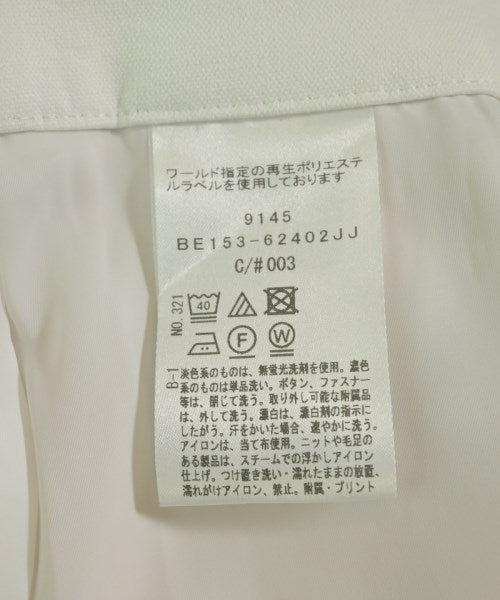 ワールド指定の再生ポリエステ
ルラベルを使用しております
9145
BE153-62402JJ
C/#003
NO.321
40
F
W
B-1
淡色系のものは、無蛍光洗剤を使用。濃色
系のものは単品洗い。ボタン、ファスナー
等は、閉じて洗う。取り外し可能な附属品
は、外して洗う。漂白は、漂白剤の指示に
したがう。汗をかいた場合、速やかに洗う。
アイロンは、当て布使用。ニットや毛足の
ある製品は、スチームでの浮かしアイロン
仕上げ。つけ置き洗い・濡れたままの放置、
濡れがけアイロン、禁止。附属・プリント